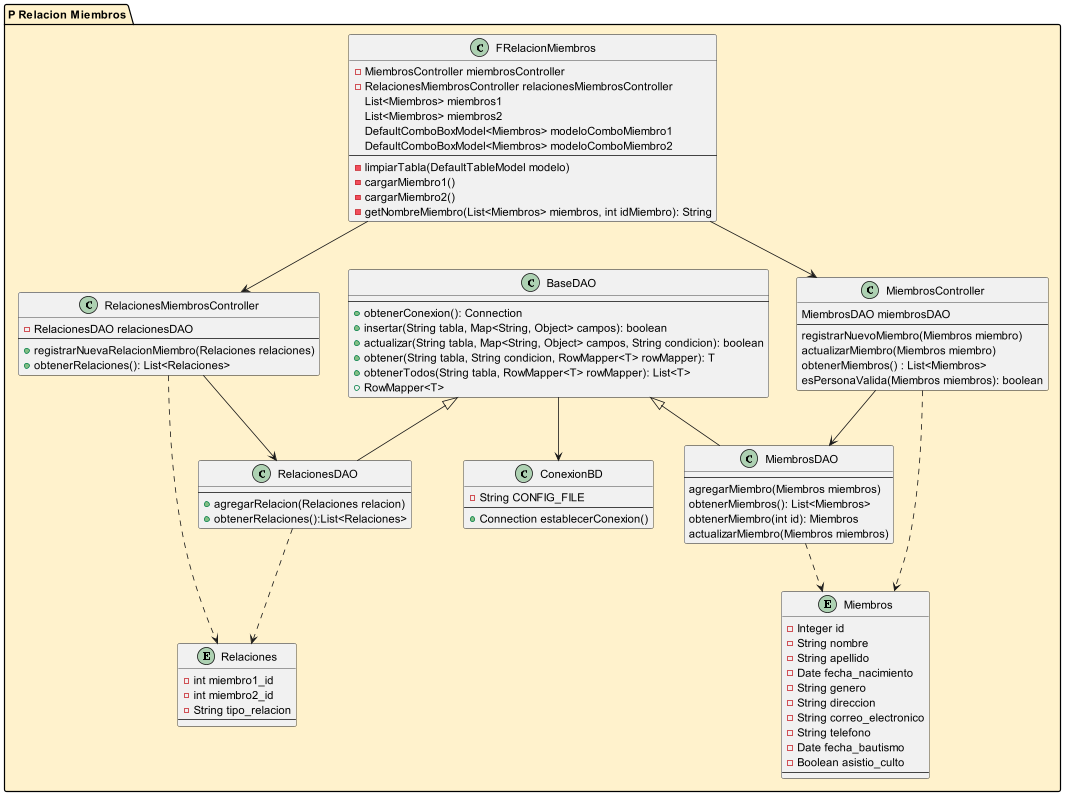 P Relacion Miembros
C FRelacionMiembros
MiembrosController miembrosController
RelacionesMiembrosController relacionesMiembrosController
List<Miembros> miembros1
List<Miembros> miembros2
DefaultComboBoxModel<Miembros> modeloComboMiembro1
DefaultComboBoxModel<Miembros> modeloComboMiembro2
limpiarTabla(DefaultTableModel modelo)
cargarMiembro1()
cargarMiembro2()
getNombreMiembro(List<Miembros> miembros, int idMiembro): String
C RelacionesMiembrosController
RelacionesDAO relacionesDAO
registrarNuevaRelacionMiembro(Relaciones relaciones)
obtenerRelaciones(): List<Relaciones>
C BaseDAO
obtenerConexion(): Connection
insertar(String tabla, Map<String, Object> campos): boolean
actualizar(String tabla, Map<String, Object> campos, String condicion): boolean
obtener(String tabla, String condicion, RowMapper<T> rowMapper): T
obtenerTodos(String tabla, RowMapper<T> rowMapper): List<T>
RowMapper<T>
C MiembrosController
MiembrosDAO miembrosDAO
registrarNuevoMiembro(Miembros miembro)
actualizarMiembro(Miembros miembro)
obtenerMiembros() : List<Miembros>
esPersonaValida(Miembros miembros): boolean
C RelacionesDAO
agregarRelacion(Relaciones relacion)
obtenerRelaciones():List<Relaciones>
C ConexionBD
String CONFIG_FILE
Connection establecerConexion()
C MiembrosDAO
agregarMiembro(Miembros miembros)
obtenerMiembros(): List<Miembros>
obtenerMiembro(int id): Miembros
actualizarMiembro(Miembros miembros)
E Relaciones
int miembro1_id
int miembro2_id
String tipo_relacion
E Miembros
Integer id
String nombre
String apellido
Date fecha_nacimiento
String genero
String direccion
String correo_electronico
String telefono
Date fecha_bautismo
Boolean asistio_culto